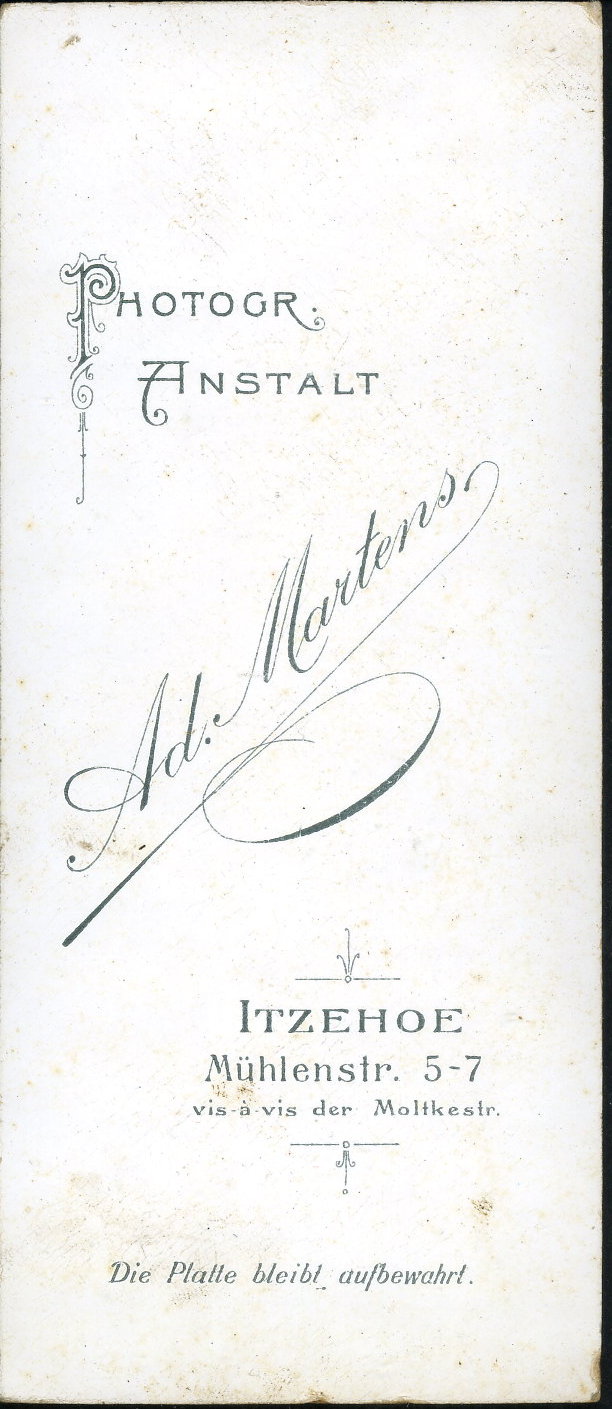 PHOTOGR.
ANSTALT
Ad. Martens.
ITZEHOE
Mühlenstr. 5-7
vis-à-vis der Moltkestr.
Die Platte bleibt aufbewahrt.